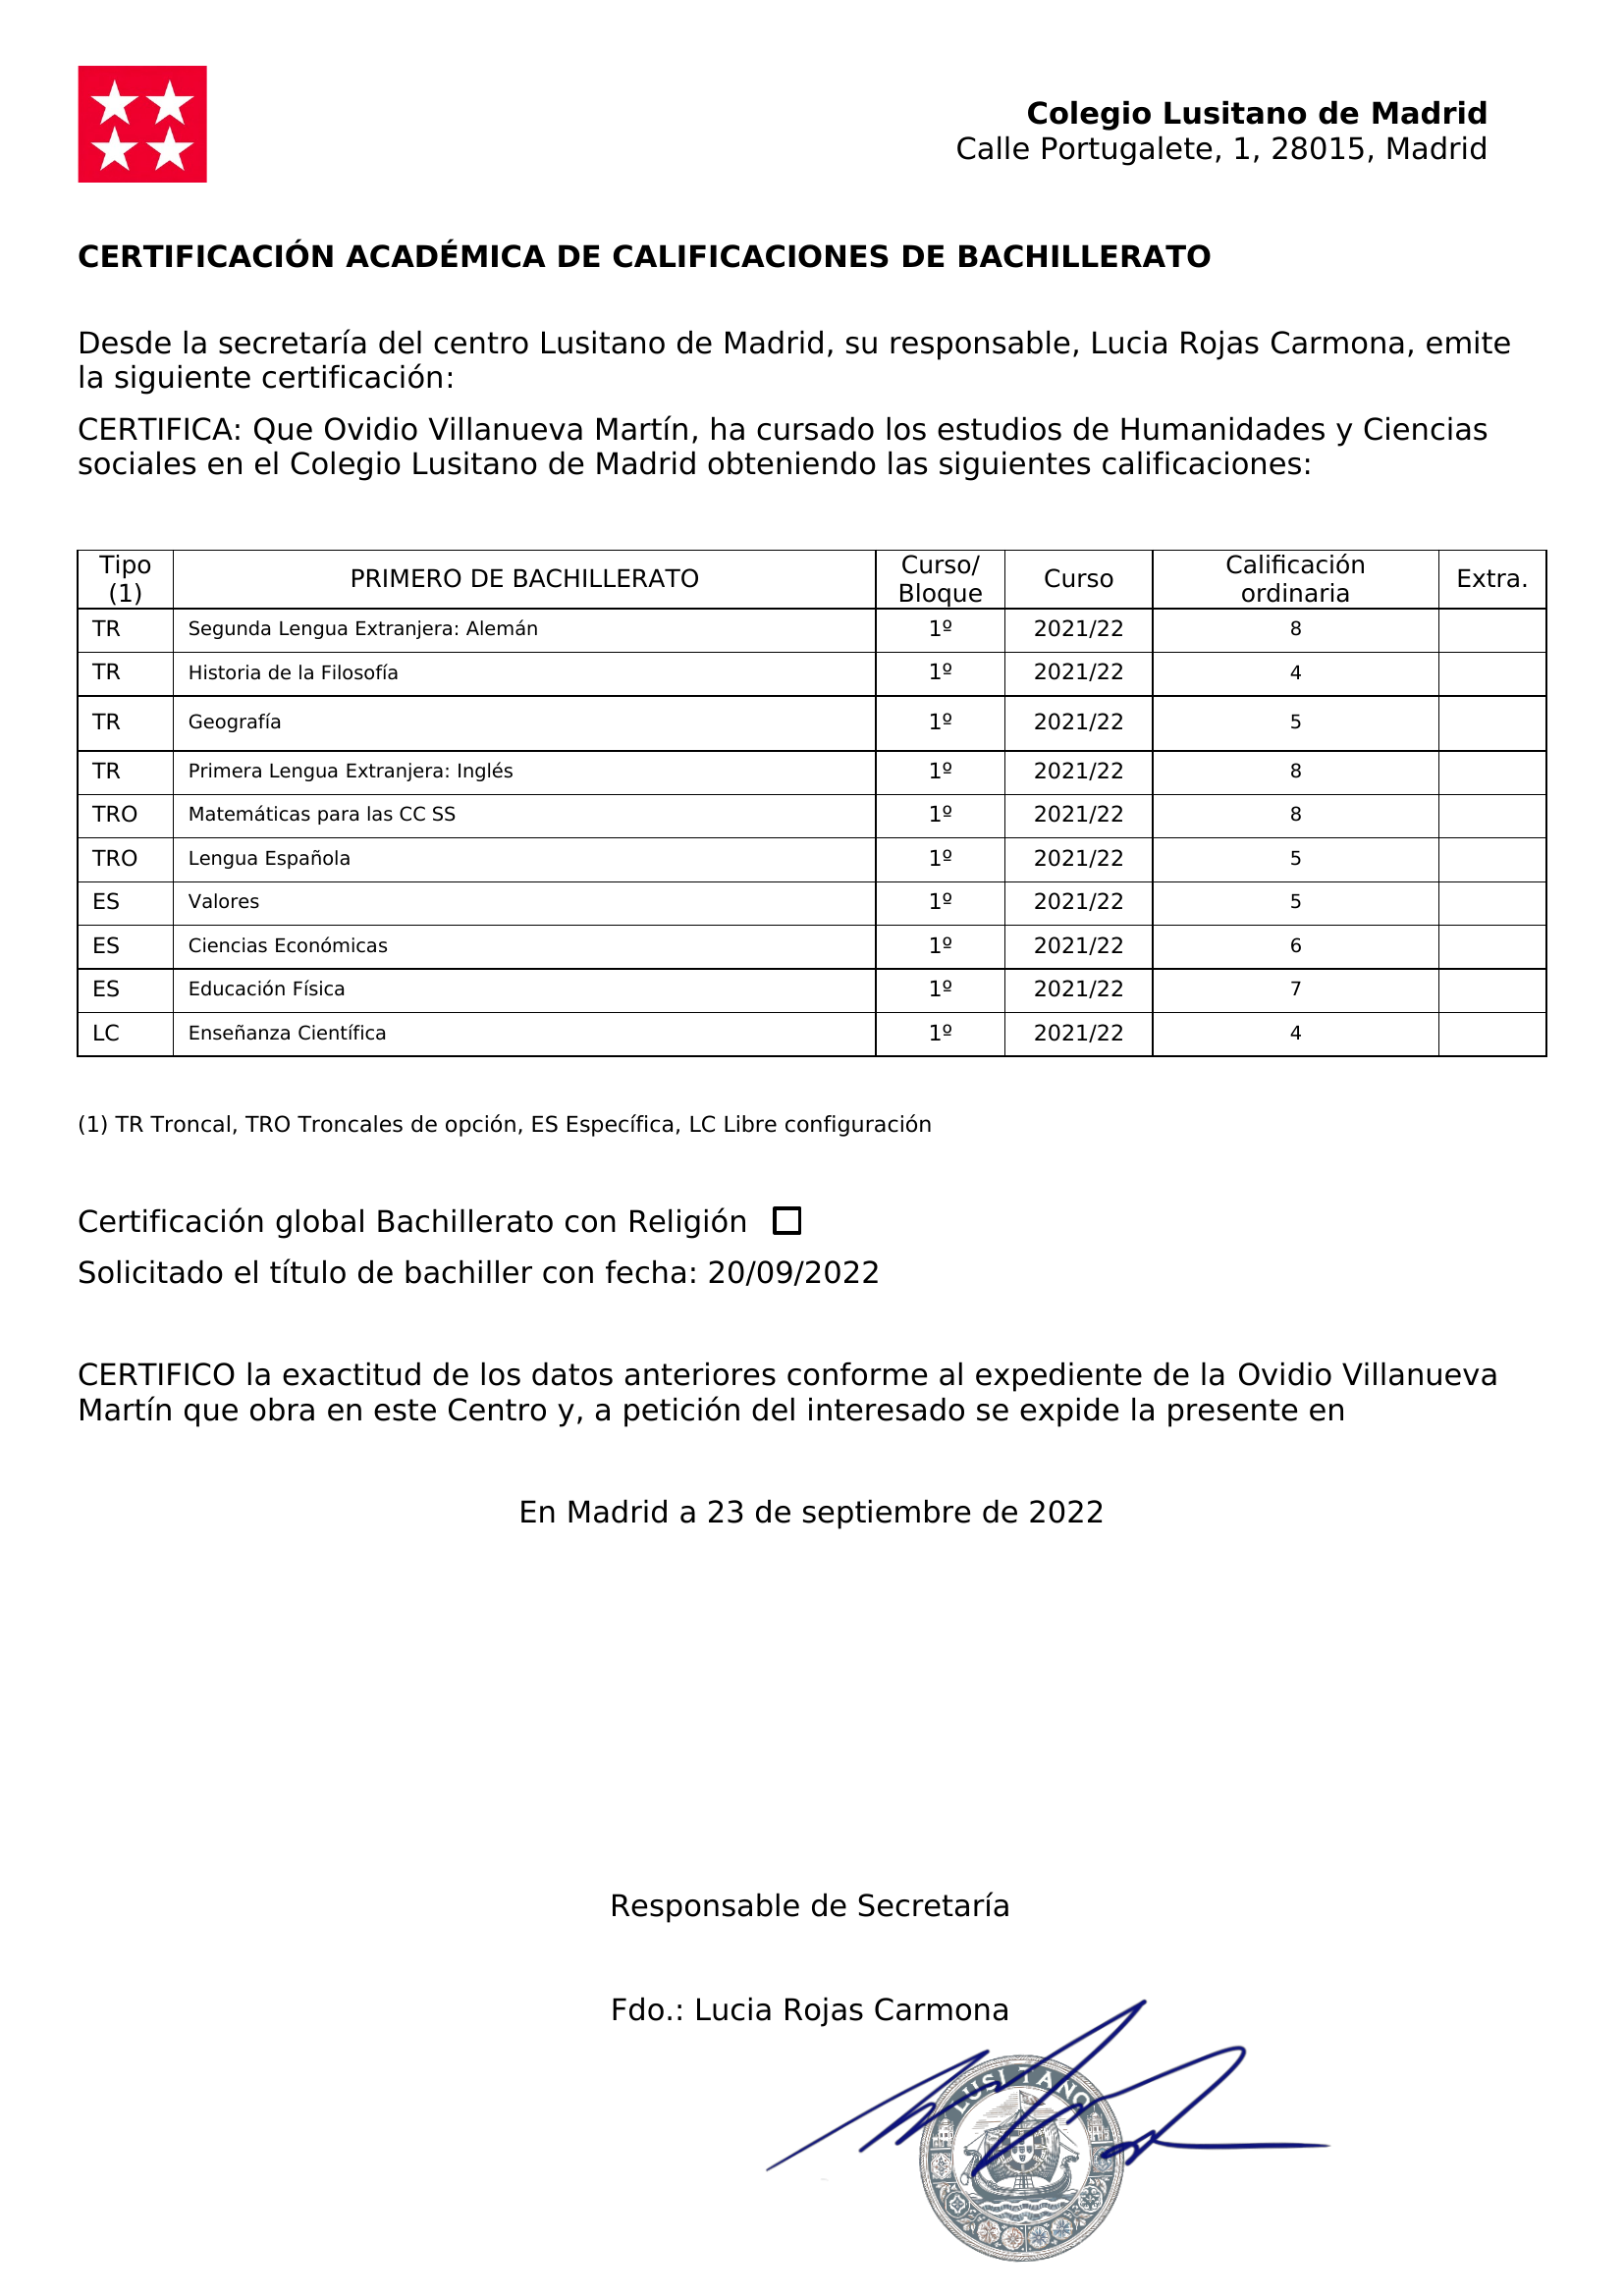 Colegio Lusitano de Madrid
Calle Portugalete, 1, 28015, Madrid
CERTIFICACIÓN ACADÉMICA DE CALIFICACIONES DE BACHILLERATO
Desde la secretaría del centro Lusitano de Madrid, su responsable, Lucia Rojas Carmona, emite
la siguiente certificación:
CERTIFICA: Que Ovidio Villanueva Martín, ha cursado los estudios de Humanidades y Ciencias
sociales en el Colegio Lusitano de Madrid obteniendo las siguientes calificaciones:
Tipo (1) PRIMERO DE BACHILLERATO Curso/ Bloque Curso Calificación ordinaria Extra.
TR Segunda Lengua Extranjera: Alemán 1º 2021/22 8
TR Historia de la Filosofía 1º 2021/22 4
TR Geografía 1º 2021/22 5
TR Primera Lengua Extranjera: Inglés 1º 2021/22 8
TRO Matemáticas para las CC SS 1º 2021/22 8
TRO Lengua Española 1º 2021/22 5
ES Valores 1º 2021/22 5
ES Ciencias Económicas 1º 2021/22 6
ES Educación Física 1º 2021/22 7
LC Enseñanza Científica 1º 2021/22 4
(1) TR Troncal, TRO Troncales de opción, ES Específica, LC Libre configuración
Certificación global Bachillerato con Religión
Solicitado el título de bachiller con fecha: 20/09/2022
CERTIFICO la exactitud de los datos anteriores conforme al expediente de la Ovidio Villanueva
Martín que obra en este Centro y, a petición del interesado se expide la presente en
En Madrid a 23 de septiembre de 2022
Responsable de Secretaría
Fdo.: Lucia Rojas Carmona
LUSITANO